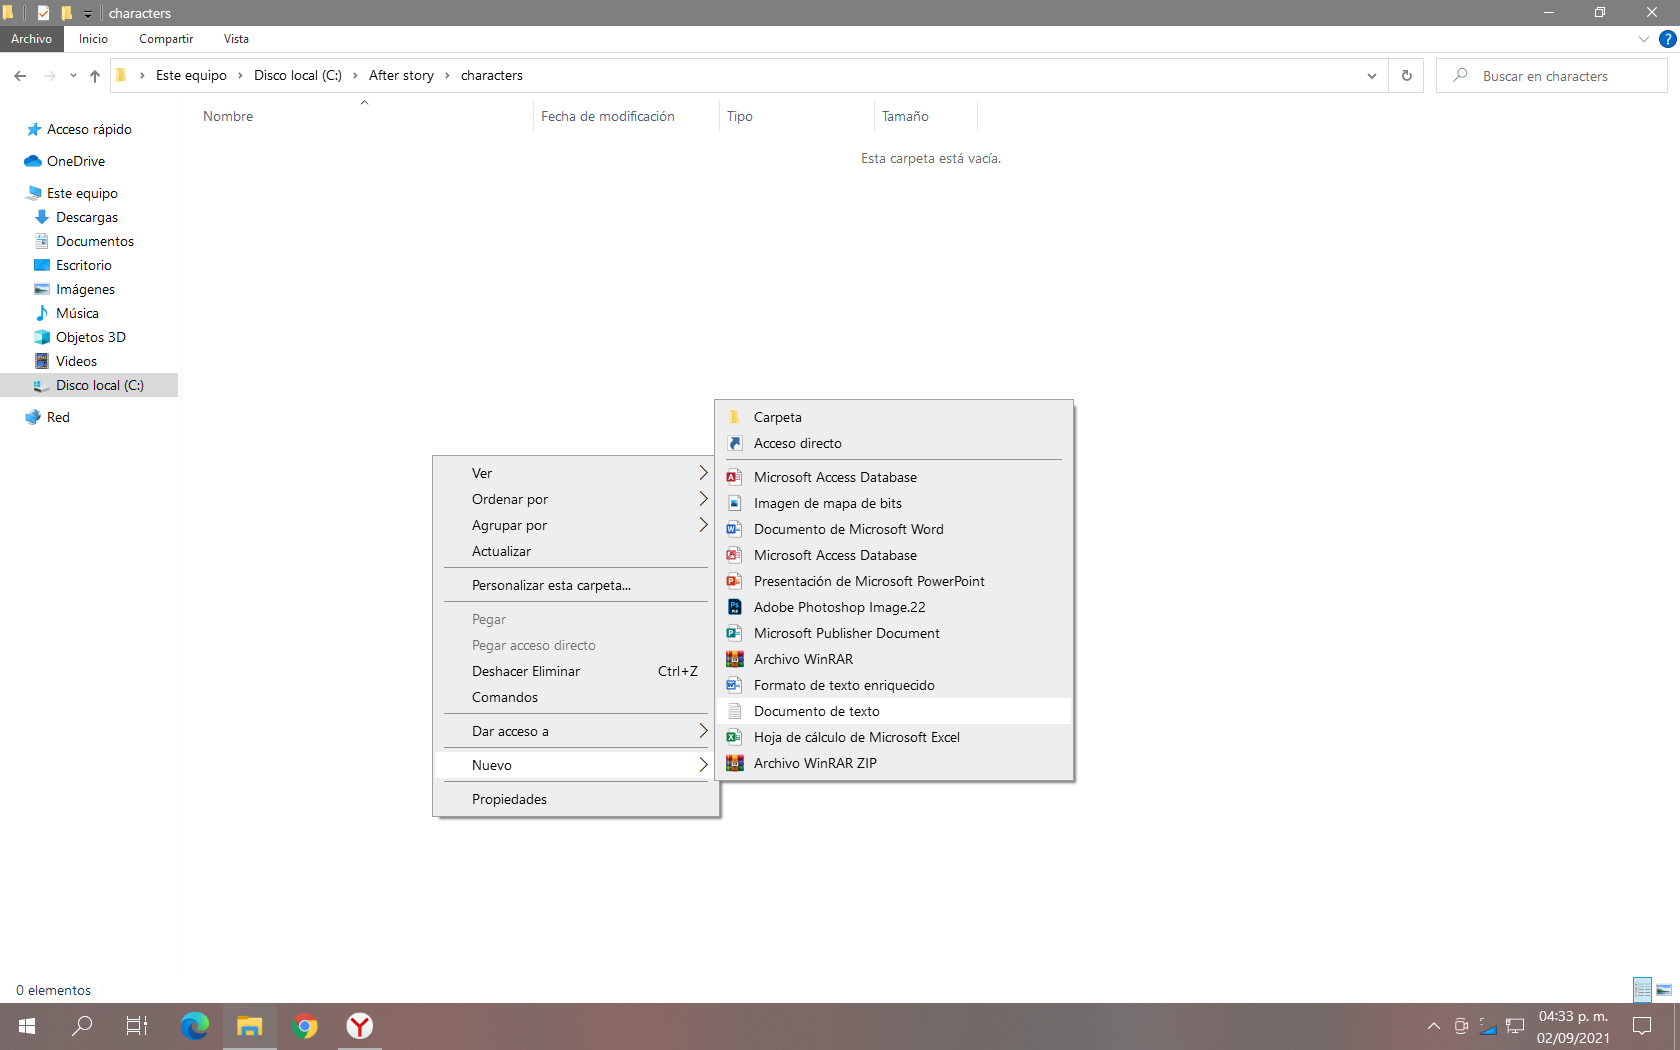 characters
Archivo Inicio Compartir Vista
Este equipo Disco local (C:) After story characters
Buscar en characters
Nombre Fecha de modificación Tipo Tamaño
Esta carpeta está vacía.
Acceso rápido
OneDrive
Este equipo
Descargas
Documentos
Escritorio
Imágenes
Música
Objetos 3D
Videos
Disco local (C:)
Red
Ver
Ordenar por
Agrupar por
Actualizar
Personalizar esta carpeta...
Pegar
Pegar acceso directo
Deshacer Eliminar Ctrl+Z
Comandos
Dar acceso a
Nuevo
Propiedades
Carpeta
Acceso directo
Microsoft Access Database
Imagen de mapa de bits
Documento de Microsoft Word
Microsoft Access Database
Presentación de Microsoft PowerPoint
Adobe Photoshop Image.22
Microsoft Publisher Document
Archivo WinRAR
Formato de texto enriquecido
Documento de texto
Hoja de cálculo de Microsoft Excel
Archivo WinRAR ZIP
0 elementos
04:33 p. m.
02/09/2021